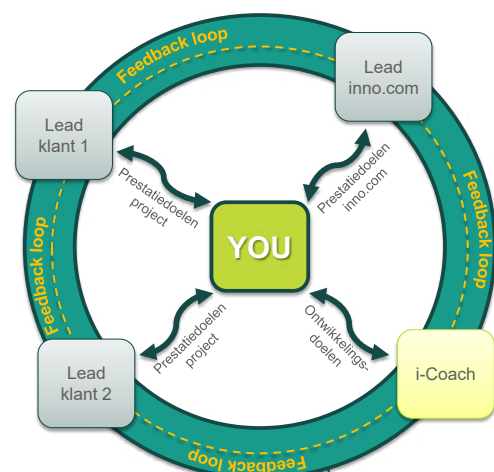 Feedback loop
Lead
inno.com
Lead
klant 1
Prestatiedoelen
project
Prestatiedoelen
inno.com
Feedback loop
YOU
Feedback loop
Prestatiedoelen
project
Ontwikkelings-
doelen
Lead
klant 2
i-Coach
Feedback loop